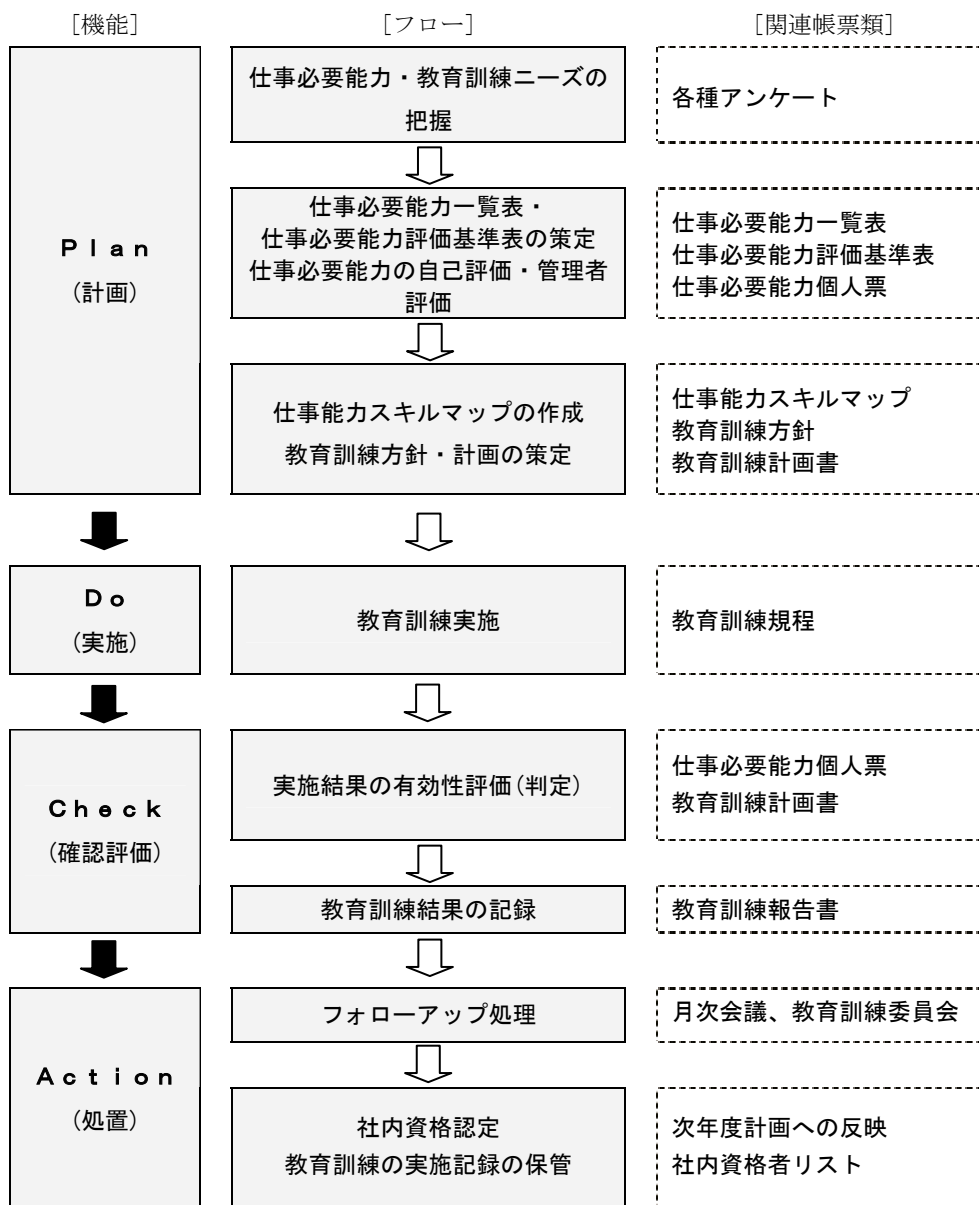 [機能]
[フロー]
[関連帳票類]
Plan
(計画)
仕事必要能力・教育訓練ニーズの
把握
各種アンケート
仕事必要能力一覧表・
仕事必要能力評価基準表の策定
仕事必要能力の自己評価・管理者
評価
仕事必要能力一覧表
仕事必要能力評価基準表
仕事必要能力個人票
仕事能力スキルマップの作成
教育訓練方針・計画の策定
仕事能力スキルマップ
教育訓練方針
教育訓練計画書
Do
(実施)
教育訓練実施
教育訓練規程
Check
(確認評価)
実施結果の有効性評価(判定)
仕事必要能力個人票
教育訓練計画書
教育訓練結果の記録
教育訓練報告書
Action
(処置)
フォローアップ処理
月次会議、教育訓練委員会
社内資格認定
教育訓練の実施記録の保管
次年度計画への反映
社内資格者リスト